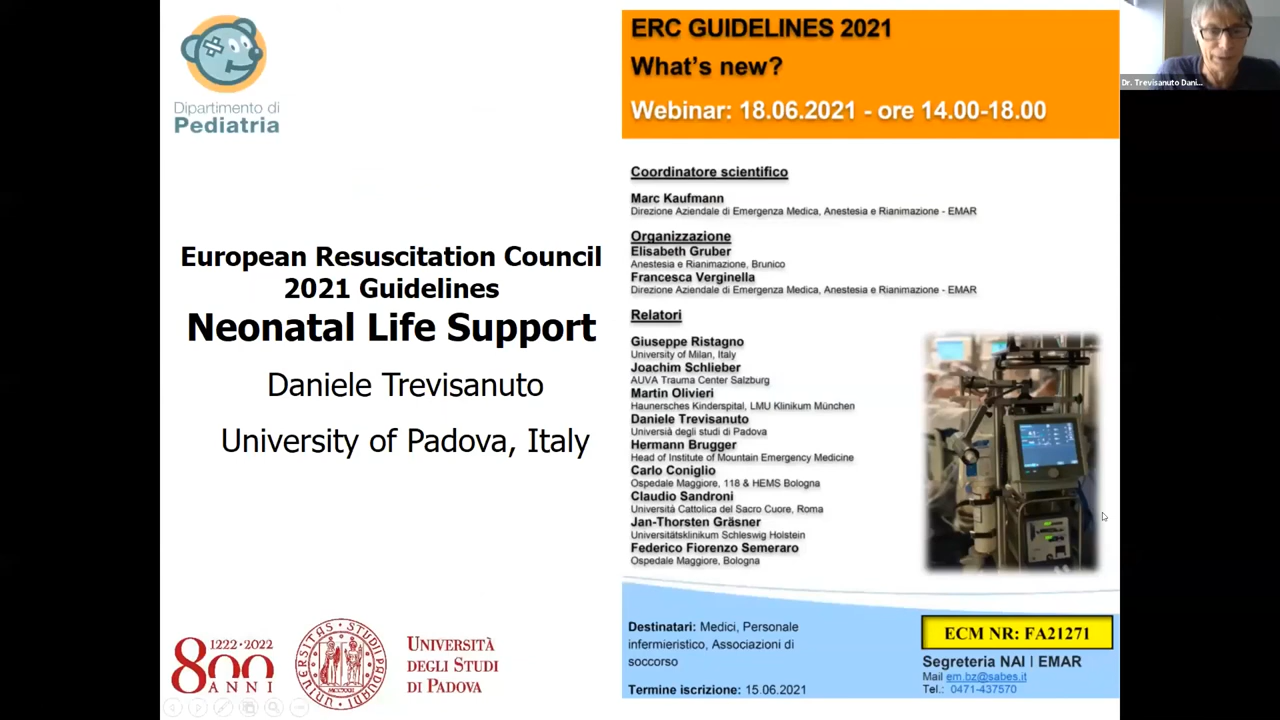 Dipartimento di
Pediatria
European Resuscitation Council
2021 Guidelines
Neonatal Life Support
Daniele Trevisanuto
University of Padova, Italy
1222·2022
800
ANNI
UNIVERSITÀ
DEGLI STUDI
DI PADOVA
ERC GUIDELINES 2021
What's new?
Webinar: 18.06.2021 - ore 14.00-18.00
Coordinatore scientifico
Marc Kaufmann
Direzione Aziendale di Emergenza Medica, Anestesia e Rianimazione - EMAR
Organizzazione
Elisabeth Gruber
Anestesia e Rianimazione, Brunico
Francesca Verginella
Direzione Aziendale di Emergenza Medica, Anestesia e Rianimazione - EMAR
Relatori
Giuseppe Ristagno
University of Milan, Italy
Joachim Schlieber
AUVA Trauma Center Salzburg
Martin Olivieri
Haunersches Kinderspital, LMU Klinikum München
Daniele Trevisanuto
Universià degli studi di Padova
Hermann Brugger
Head of Institute of Mountain Emergency Medicine
Carlo Coniglio
Ospedale Maggiore, 118 & HEMS Bologna
Claudio Sandroni
Università Cattolica del Sacro Cuore, Roma
Jan-Thorsten Gräsner
Universitätsklinikum Schleswig Holstein
Federico Fiorenzo Semeraro
Ospedale Maggiore, Bologna
Destinatari: Medici, Personale
infermieristico, Associazioni di
soccorso
Termine iscrizione: 15.06.2021
ECM NR: FA21271
Segreteria NAI | EMAR
Mail em.bz@sabes.it
Tel.: 0471-437570
Dr. Trevisanuto Dani...